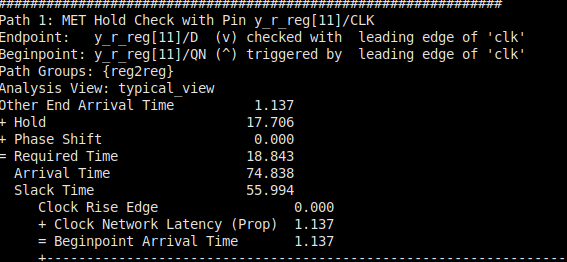 ################################################################
Path 1: MET Hold Check with Pin y_r_reg[11]/CLK
Endpoint:   y_r_reg[11]/D  (v) checked with  leading edge of 'clk'
Beginpoint: y_r_reg[11]/QN (^) triggered by  leading edge of 'clk'
Path Groups: {reg2reg}
Analysis View: typical_view
Other End Arrival Time          1.137
+ Hold                         17.706
+ Phase Shift                   0.000
= Required Time                18.843
  Arrival Time                 74.838
  Slack Time                   55.994
     Clock Rise Edge                 0.000
     + Clock Network Latency (Prop)  1.137
     = Beginpoint Arrival Time       1.137
     +------------------------------------------------------------------